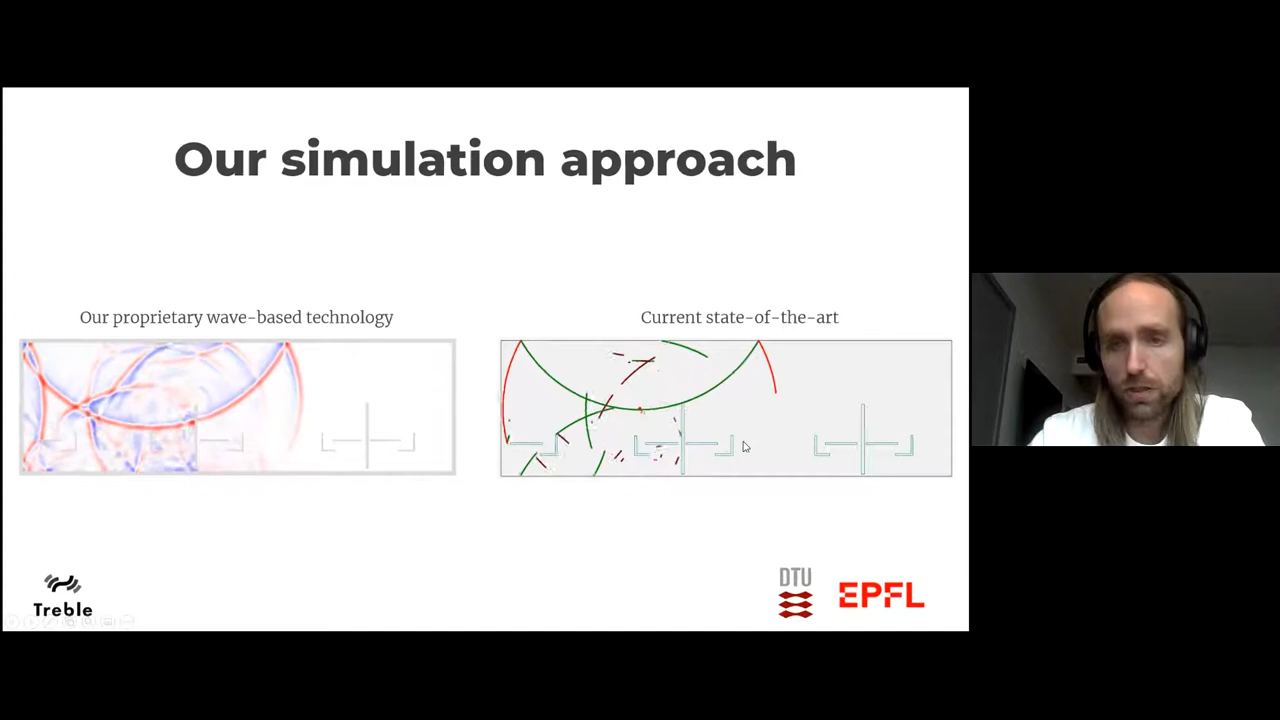 Our simulation approach
Our proprietary wave-based technology
Current state-of-the-art
Treble
DTU
EPFL